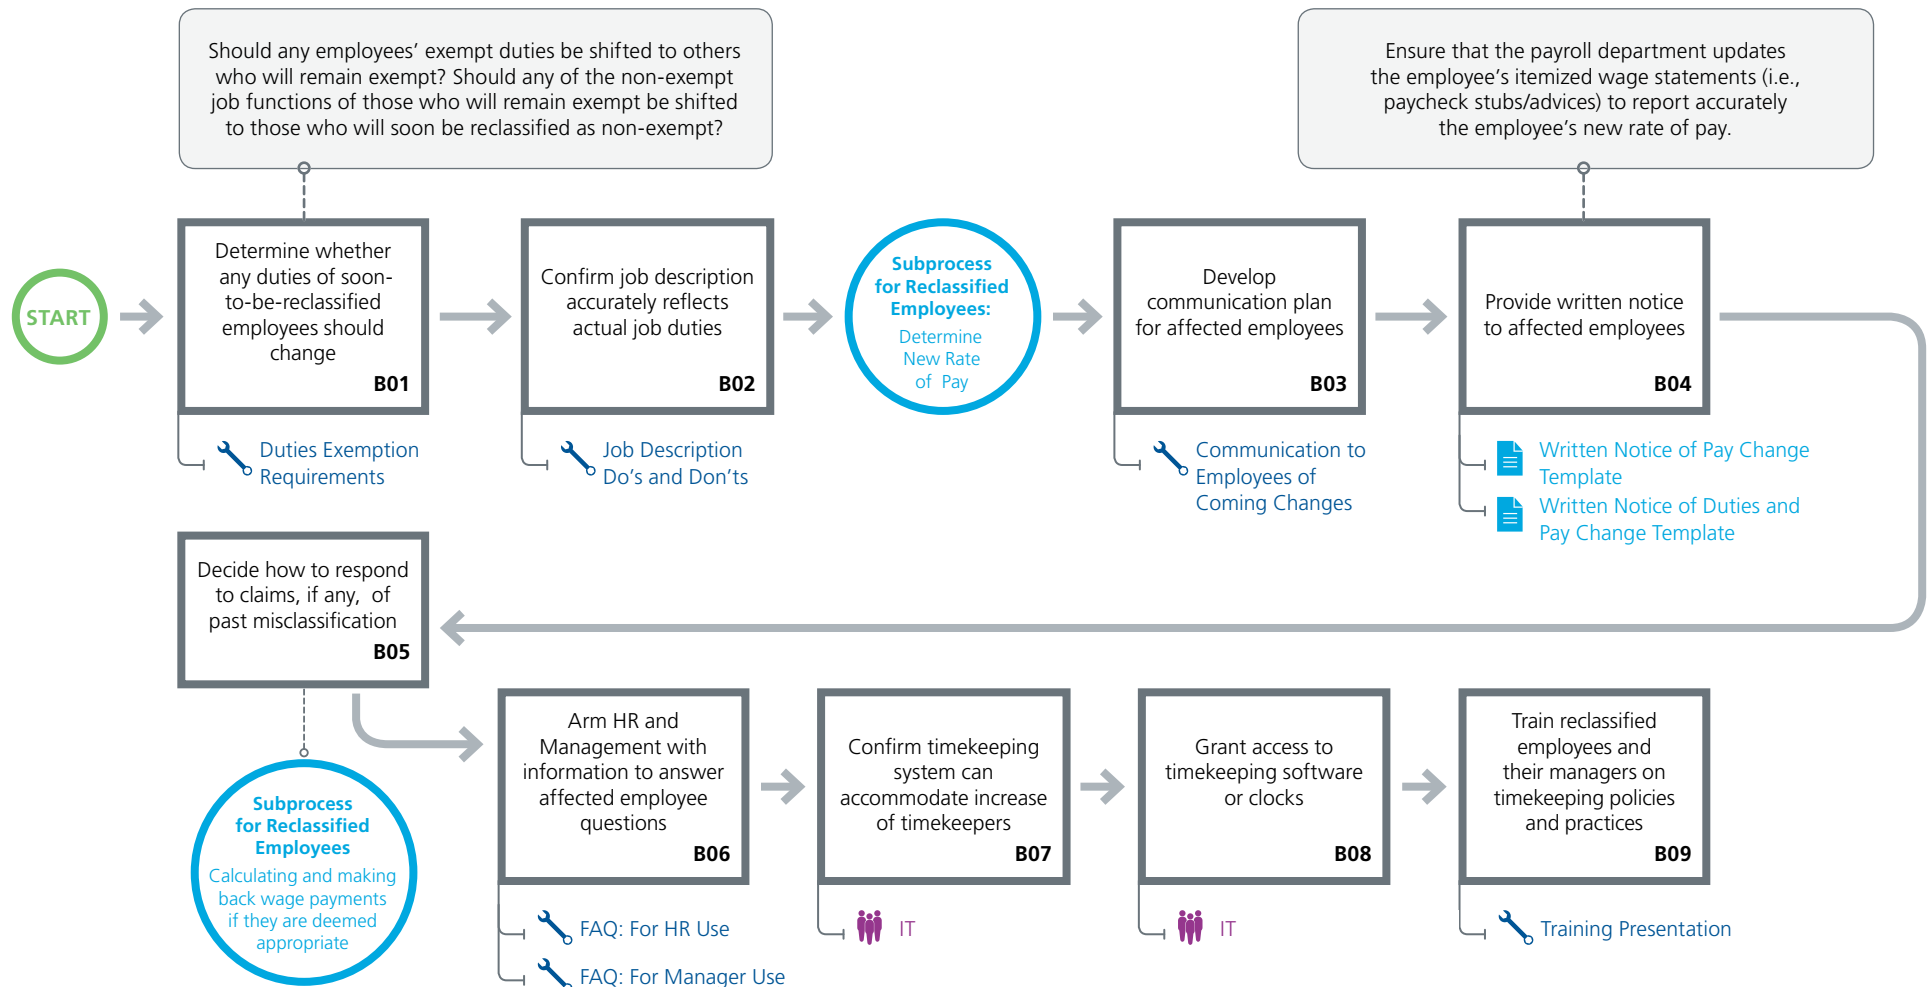 Should any employees’ exempt duties be shifted to others
who will remain exempt? Should any of the non-exempt
job functions of those who will remain exempt be shifted
to those who will soon be reclassified as non-exempt?
Ensure that the payroll department updates
the employee’s itemized wage statements (i.e.,
paycheck stubs/advices) to report accurately
the employee’s new rate of pay.
START
Determine whether
any duties of soon-
to-be-reclassified
employees should
change
B01
Duties Exemption
Requirements
Confirm job description
accurately reflects
actual job duties
B02
Job Description
Do’s and Don’ts
Subprocess
for Reclassified
Employees:
Determine
New Rate
of Pay
Develop
communication plan
for affected employees
B03
Communication to
Employees of
Coming Changes
Provide written notice
to affected employees
B04
Written Notice of Pay Change
Template
Written Notice of Duties and
Pay Change Template
Decide how to respond
to claims, if any, of
past misclassification
B05
Subprocess
for Reclassified
Employees
Calculating and making
back wage payments
if they are deemed
appropriate
Arm HR and
Management with
information to answer
affected employee
questions
B06
FAQ: For HR Use
FAQ: For Manager Use
Confirm timekeeping
system can
accommodate increase
of timekeepers
B07
IT
Grant access to
timekeeping software
or clocks
B08
IT
Train reclassified
employees and
their managers on
timekeeping policies
and practices
B09
Training Presentation